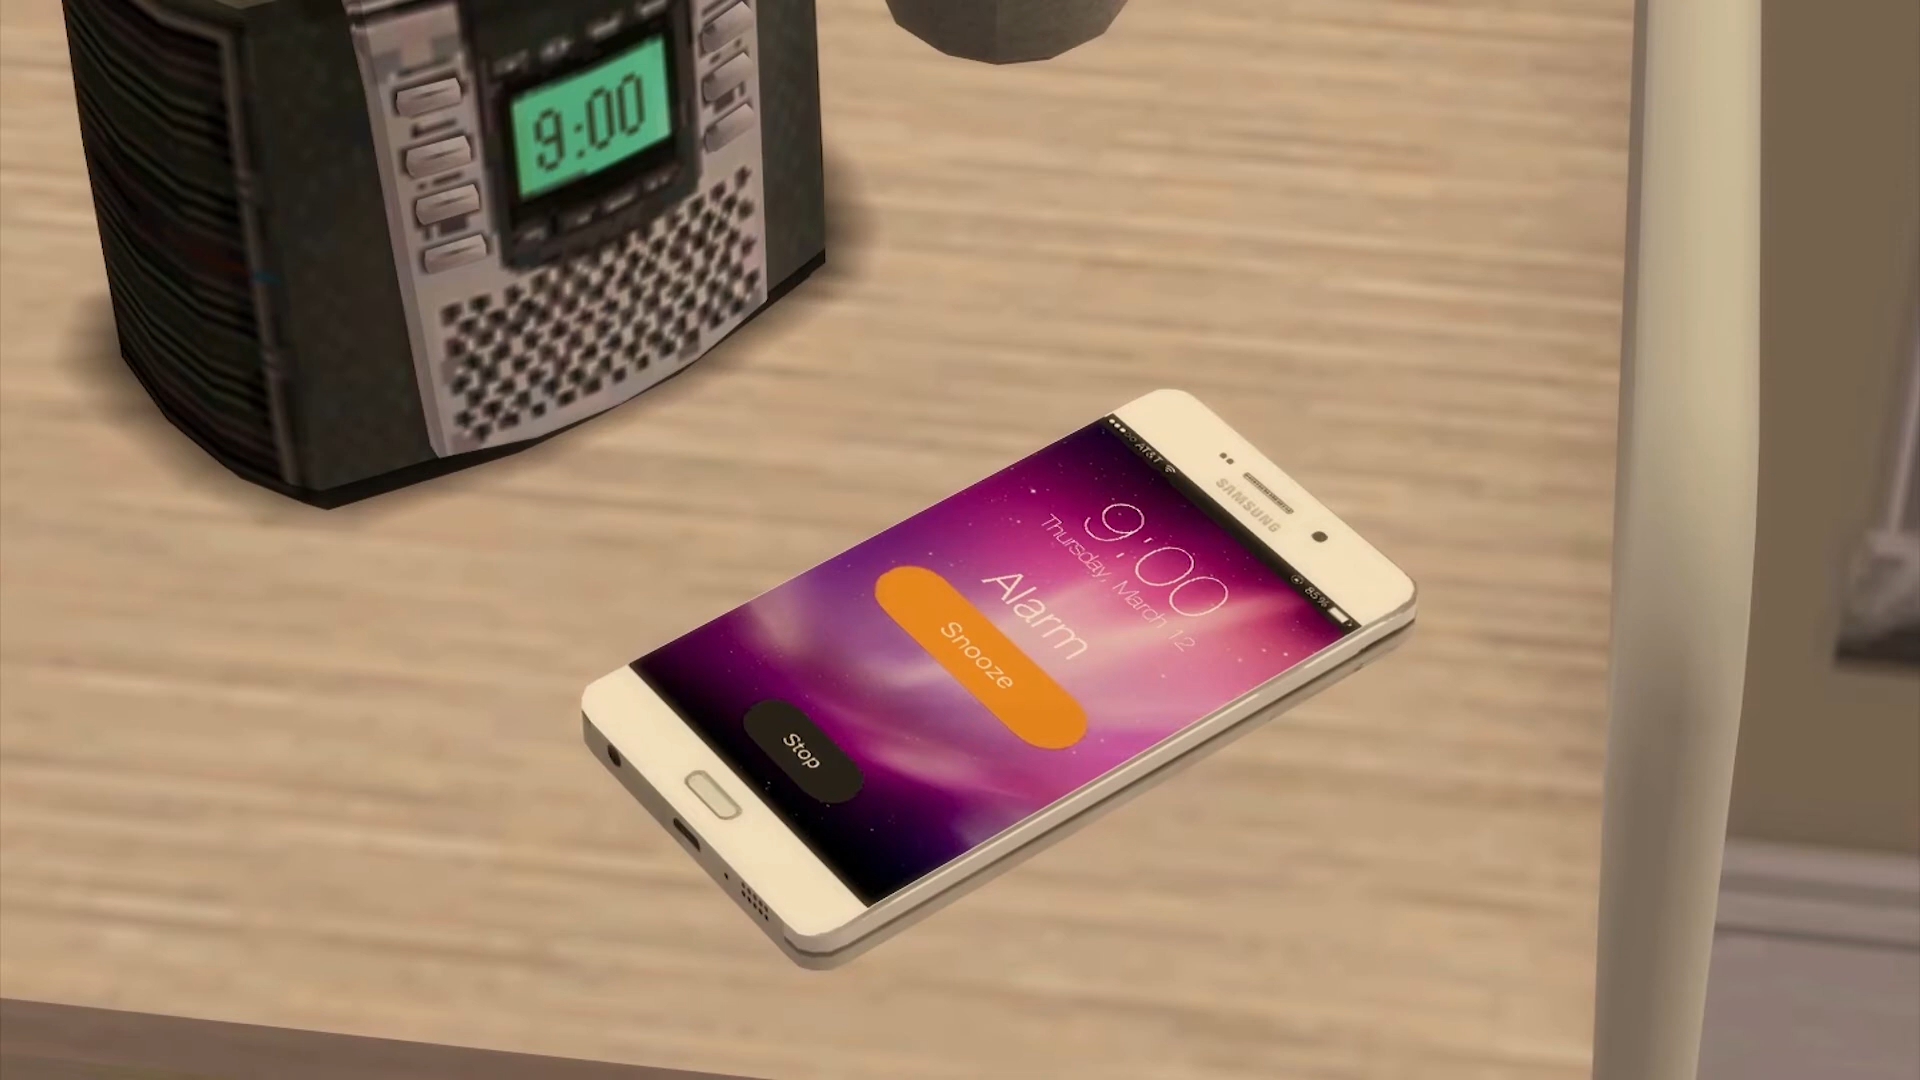 9:00
SAMSUNG
AT&T
85%
9:00
Thursday, March 12
Alarm
Snooze
Stop